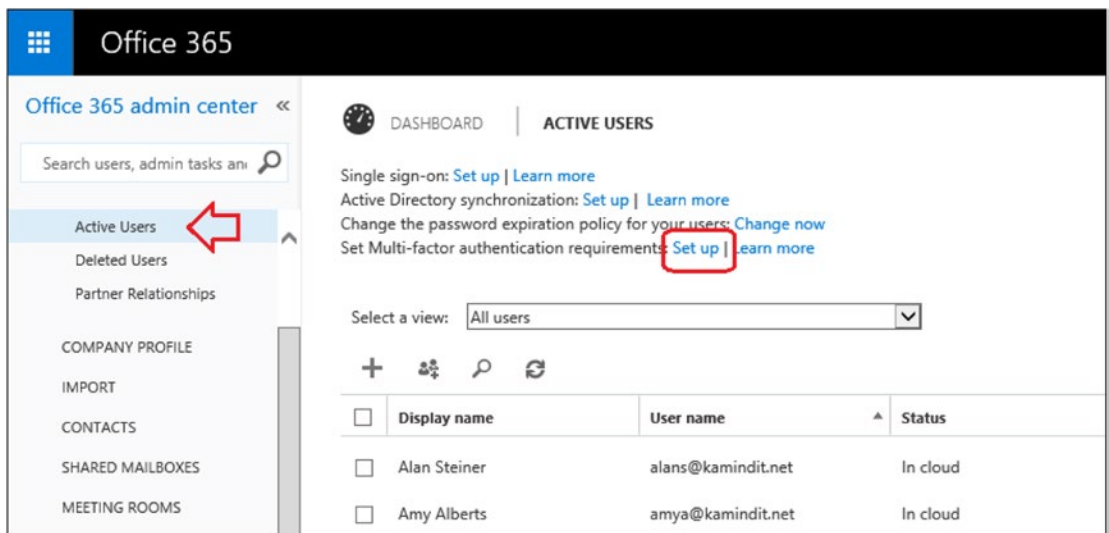 Office 365
Office 365 admin center «
Search users, admin tasks an
Active Users
Deleted Users
Partner Relationships
COMPANY PROFILE
IMPORT
CONTACTS
SHARED MAILBOXES
MEETING ROOMS
DASHBOARD | ACTIVE USERS
Single sign-on: Set up | Learn more
Active Directory synchronization: Set up | Learn more
Change the password expiration policy for your users: Change now
Set Multi-factor authentication requirements: Set up | Learn more
Select a view: All users
Display name User name Status
Alan Steiner alans@kamindit.net In cloud
Amy Alberts amya@kamindit.net In cloud